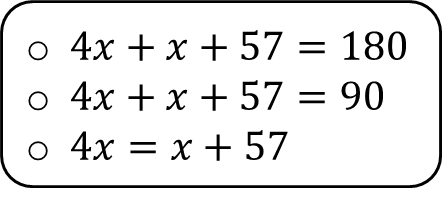 ○ 4x + x + 57 = 180
○ 4x + x + 57 = 90
○ 4x = x + 57